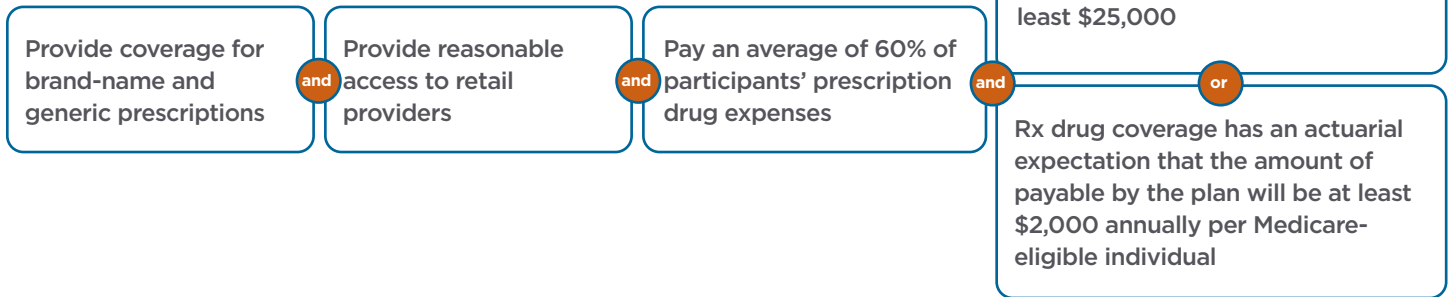 Provide coverage for
brand-name and
generic prescriptions
and
Provide reasonable
access to retail
providers
and
Pay an average of 60% of
participants’ prescription
drug expenses
and
least $25,000
or
Rx drug coverage has an actuarial
expectation that the amount of
payable by the plan will be at least
$2,000 annually per Medicare-
eligible individual